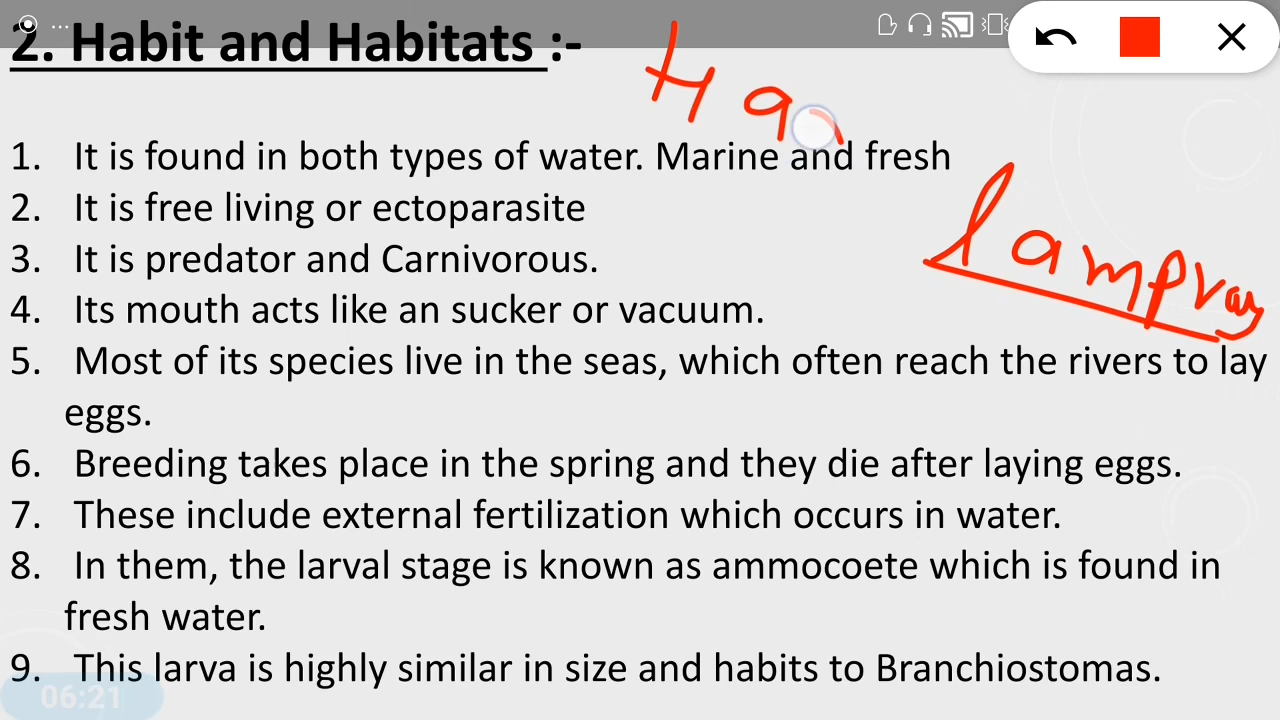 ...
2. Habit and Habitats :-
Ha
1. It is found in both types of water. Marine and fresh
lampray
2. It is free living or ectoparasite
3. It is predator and Carnivorous.
4. Its mouth acts like an sucker or vacuum.
5. Most of its species live in the seas, which often reach the rivers to lay
eggs.
6. Breeding takes place in the spring and they die after laying eggs.
7. These include external fertilization which occurs in water.
8. In them, the larval stage is known as ammocoete which is found in
fresh water.
9. This larva is highly similar in size and habits to Branchiostomas.
06:21